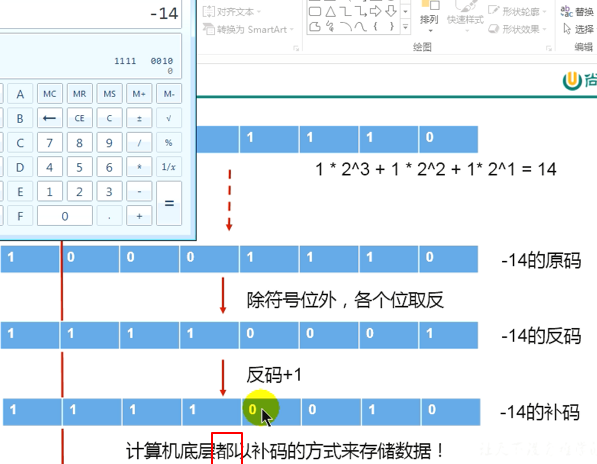 -14
对齐文本
转换为 SmartArt
排列
快速样式
形状轮廓
形状效果
替换
选择
绘图
编辑
1111 0010
0
A MC MR MS M+ M-
B ← CE C ± √
C 7 8 9 / %
D 4 5 6 * 1/x
E 1 2 3 - =
F 0 . +
尚
1 1 1 0
1 * 2^3 + 1 * 2^2 + 1* 2^1 = 14
1 0 0 0 1 1 1 0 -14的原码
除符号位外，各个位取反
1 1 1 1 0 0 0 1 -14的反码
反码+1
1 1 1 1 0 0 1 0 -14的补码
计算机底层都以补码的方式来存储数据！